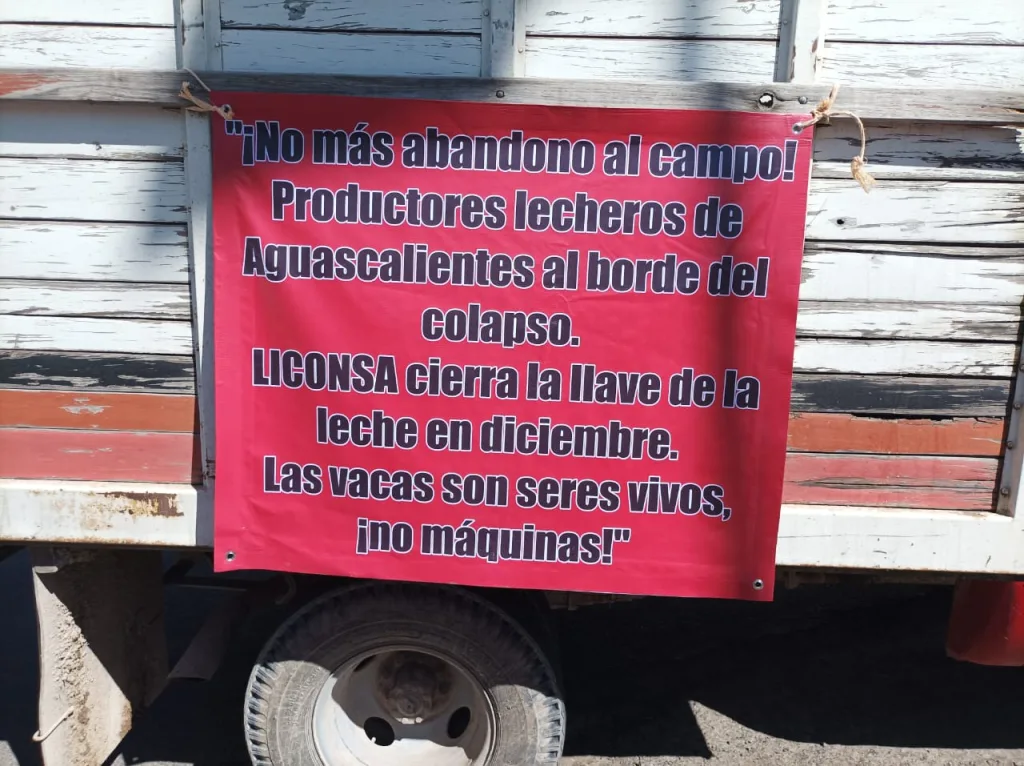 "¡No más abandono al campo!
Productores lecheros de
Aguascalientes al borde del
colapso.
LICONSA cierra la llave de la
leche en diciembre.
Las vacas son seres vivos,
¡no máquinas!"